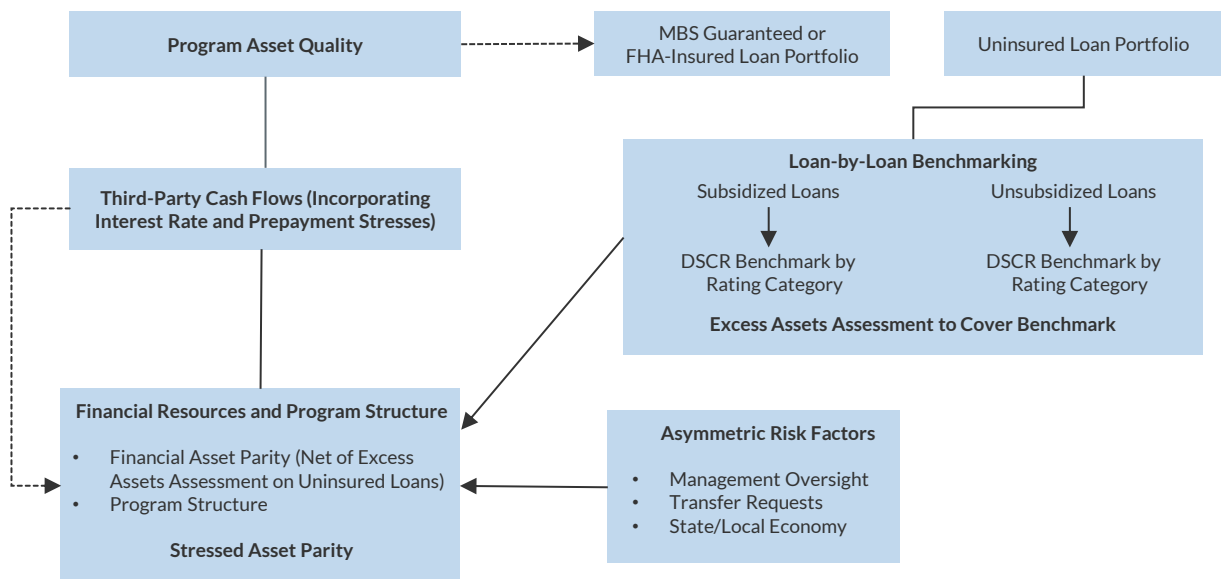 Program Asset Quality
MBS Guaranteed or
FHA-Insured Loan Portfolio
Uninsured Loan Portfolio
Loan-by-Loan Benchmarking
Subsidized Loans
Unsubsidized Loans
DSCR Benchmark by
Rating Category
DSCR Benchmark by
Rating Category
Excess Assets Assessment to Cover Benchmark
Third-Party Cash Flows (Incorporating
Interest Rate and Prepayment Stresses)
Financial Resources and Program Structure
• Financial Asset Parity (Net of Excess
Assets Assessment on Uninsured Loans)
• Program Structure
Stressed Asset Parity
Asymmetric Risk Factors
• Management Oversight
• Transfer Requests
• State/Local Economy